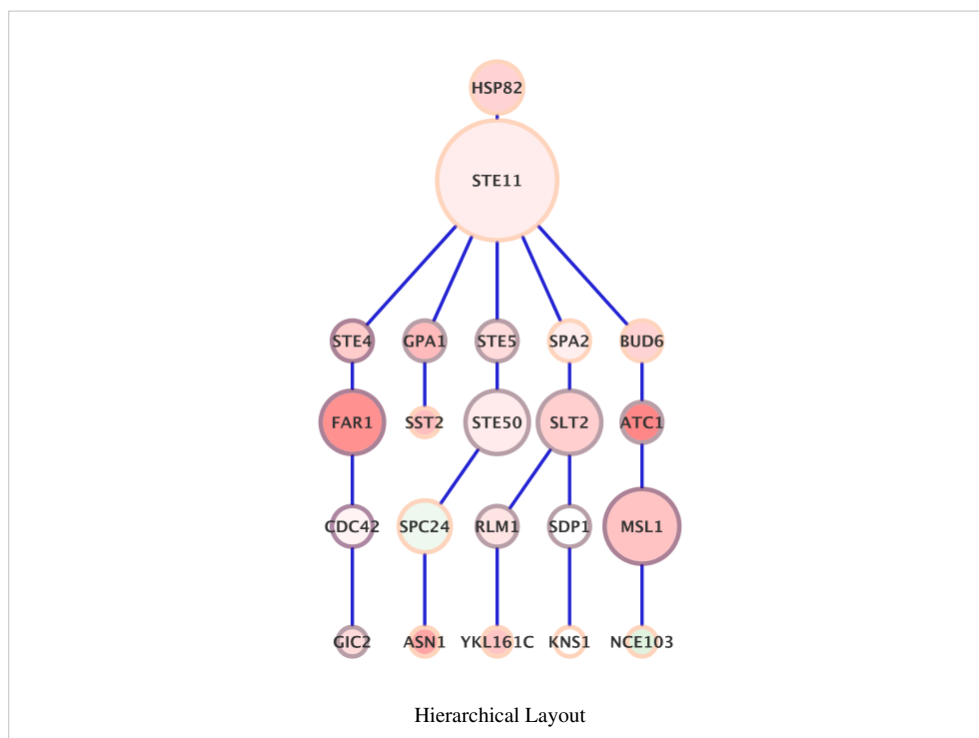 HSP82
STE11
STE4 GPA1 STE5 SPA2 BUD6
FAR1 SST2 STE50 SLT2 ATC1
CDC42 SPC24 RLM1 SDP1 MSL1
GIC2 ASN1 YKL161C KNS1 NCE103
Hierarchical Layout